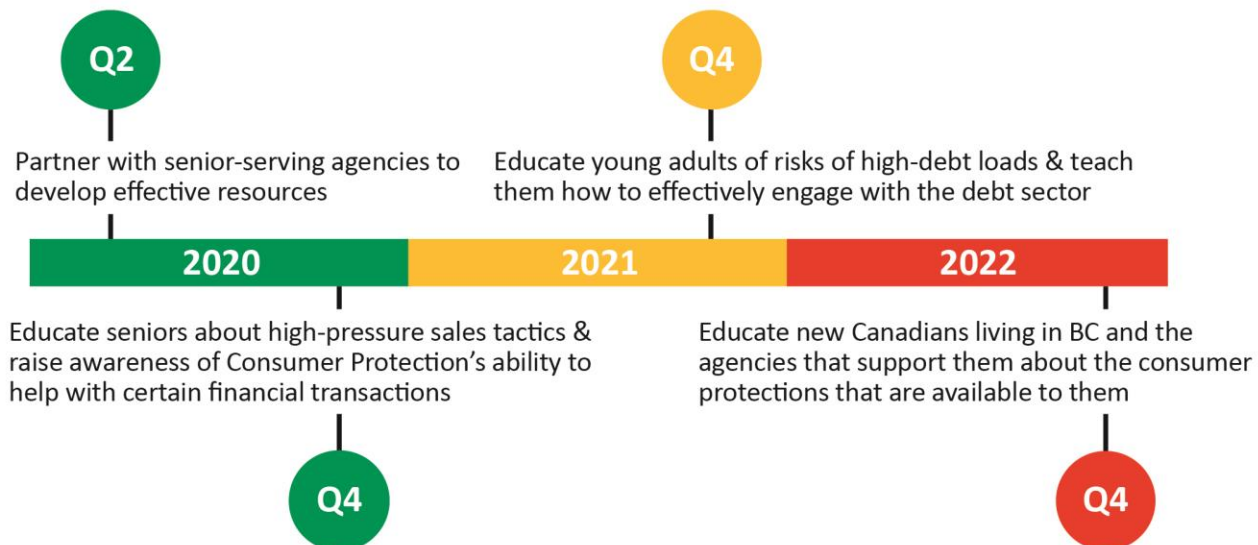 Q2
Partner with senior-serving agencies to
develop effective resources
Q4
Educate young adults of risks of high-debt loads & teach
them how to effectively engage with the debt sector
2020
2021
2022
Educate seniors about high-pressure sales tactics &
raise awareness of Consumer Protection’s ability to
help with certain financial transactions
Q4
Educate new Canadians living in BC and the
agencies that support them about the consumer
protections that are available to them
Q4